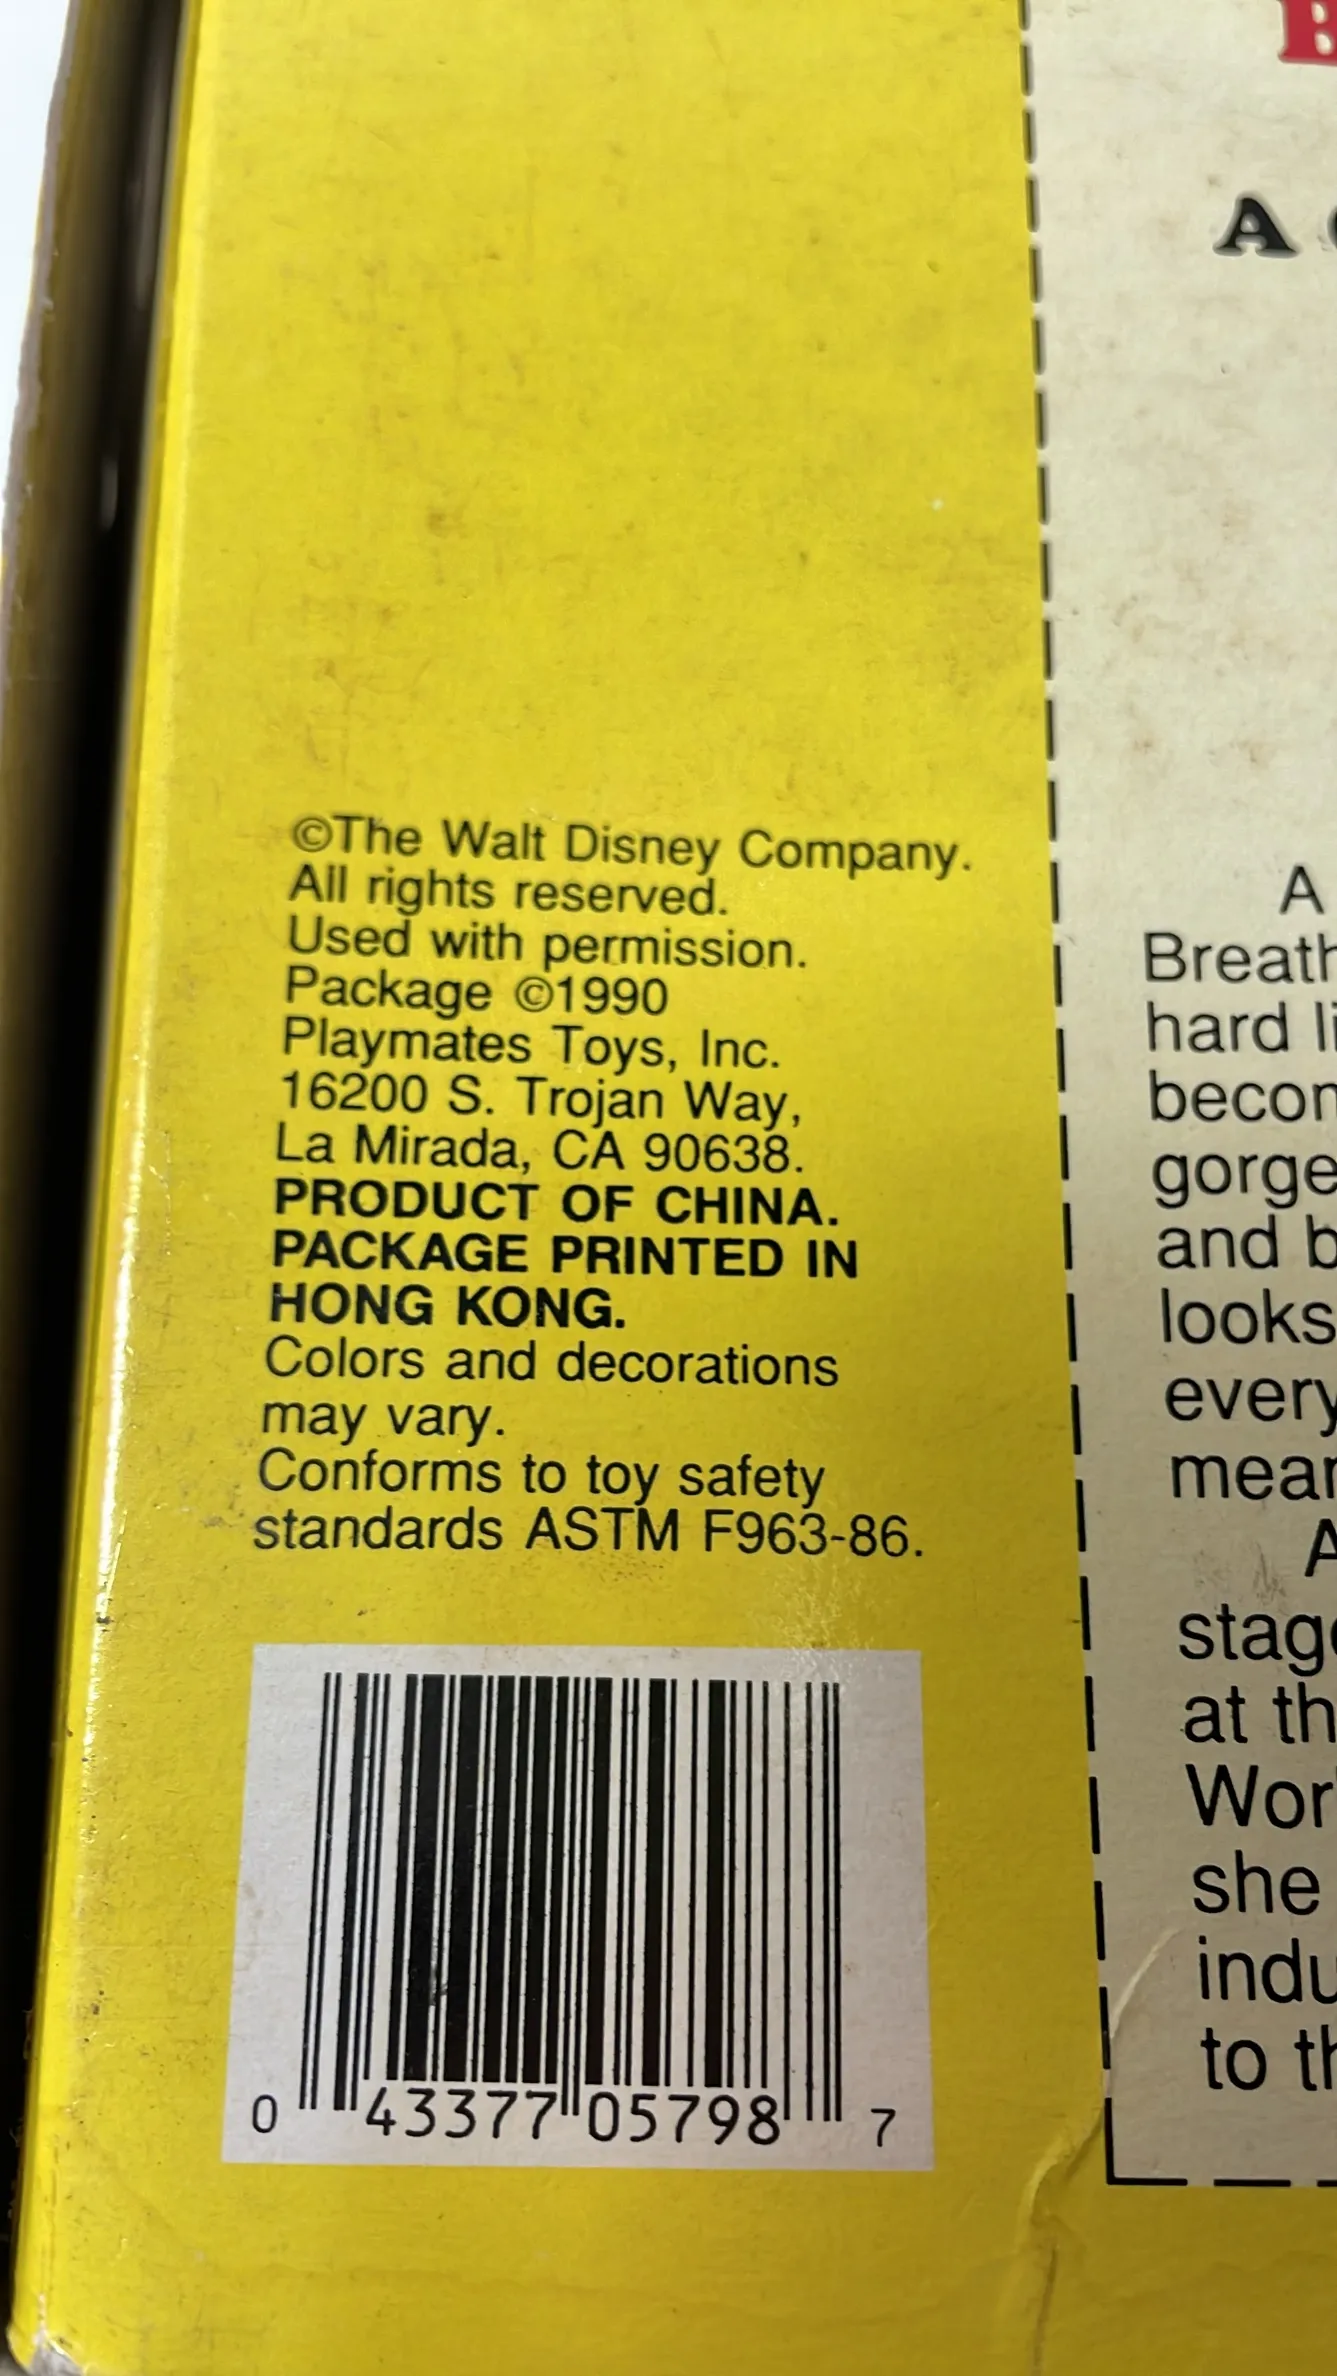 ©The Walt Disney Company.
All rights reserved.
Used with permission.
Package ©1990
Playmates Toys, Inc.
16200 S. Trojan Way,
La Mirada, CA 90638.
PRODUCT OF CHINA.
PACKAGE PRINTED IN
HONG KONG.
Colors and decorations
may vary.
Conforms to toy safety
standards ASTM F963-86.
0 43377 05798 7
B
A
A
Breath
hard li
becom
gorge
and b
looks
every
mean
A
stage
at th
Wor
she
indu
to th